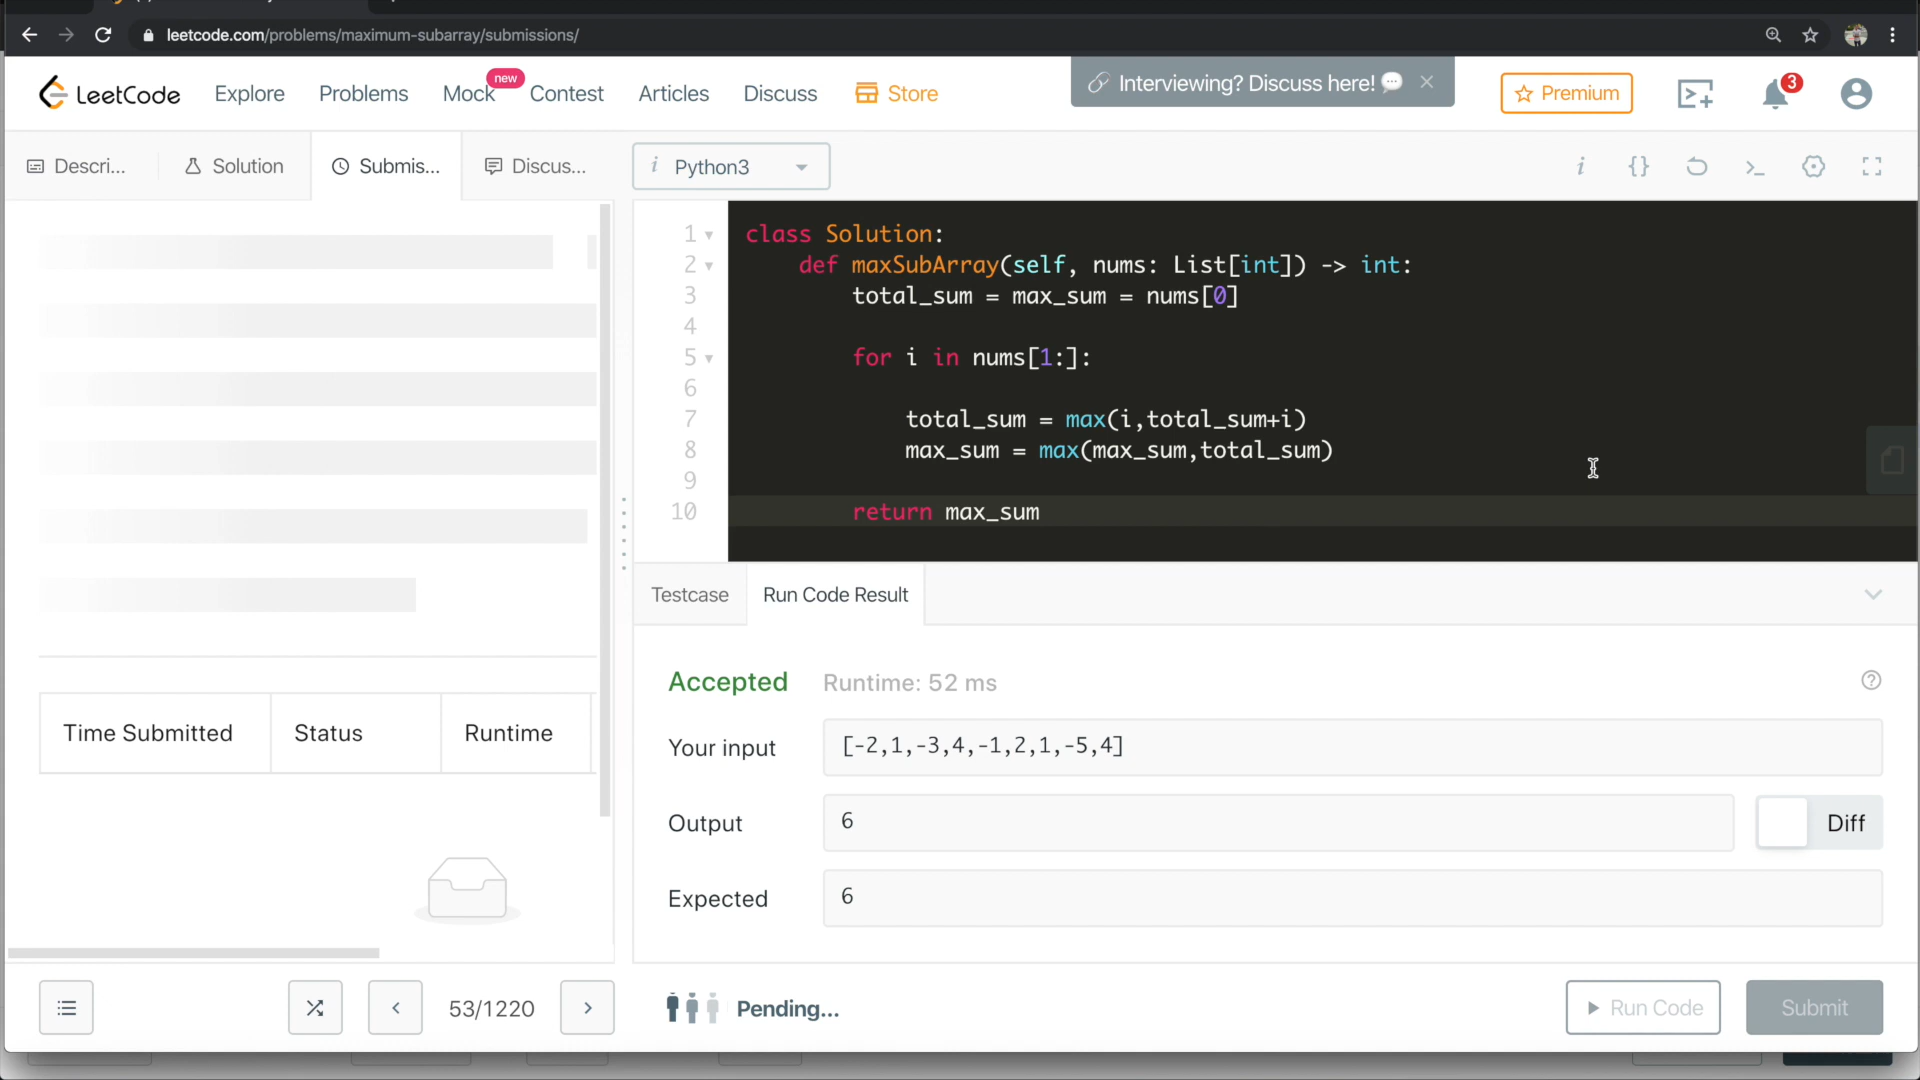 leetcode.com/problems/maximum-subarray/submissions/
LeetCode
Explore
Problems
Mock
new
Contest
Articles
Discuss
Store
Interviewing? Discuss here!
Premium
3
Descri...
Solution
Submis...
Discus...
i Python3
i {}
1 class Solution:
2 def maxSubArray(self, nums: List[int]) -> int:
3 total_sum = max_sum = nums[0]
4
5 for i in nums[1:]:
6
7 total_sum = max(i,total_sum+i)
8 max_sum = max(max_sum,total_sum)
9
10 return max_sum
Testcase
Run Code Result
Accepted Runtime: 52 ms
Your input [-2,1,-3,4,-1,2,1,-5,4]
Output 6
Diff
Expected 6
Time Submitted Status Runtime
53/1220
Pending...
Run Code
Submit